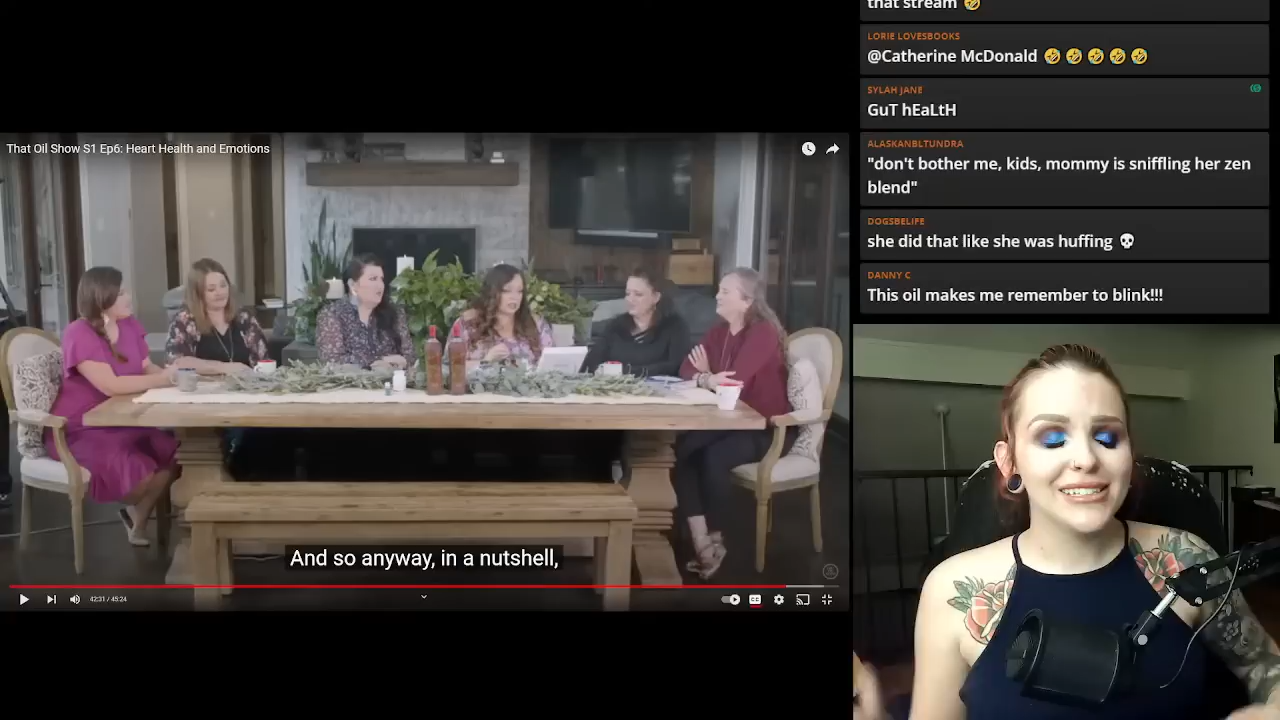 that stream 🤣
LORIE LOVESBOOKS
@Catherine McDonald 🤣🤣🤣🤣🤣
SYLAH JANE
GuT hEaLtH
ALASKANBLTUNDRA
"don't bother me, kids, mommy is sniffling her zen
blend"
DOGSBELIFE
she did that like she was huffing 💀
DANNY C
This oil makes me remember to blink!!!
That Oil Show S1 Ep6: Heart Health and Emotions
And so anyway, in a nutshell,
42:31 / 45:24